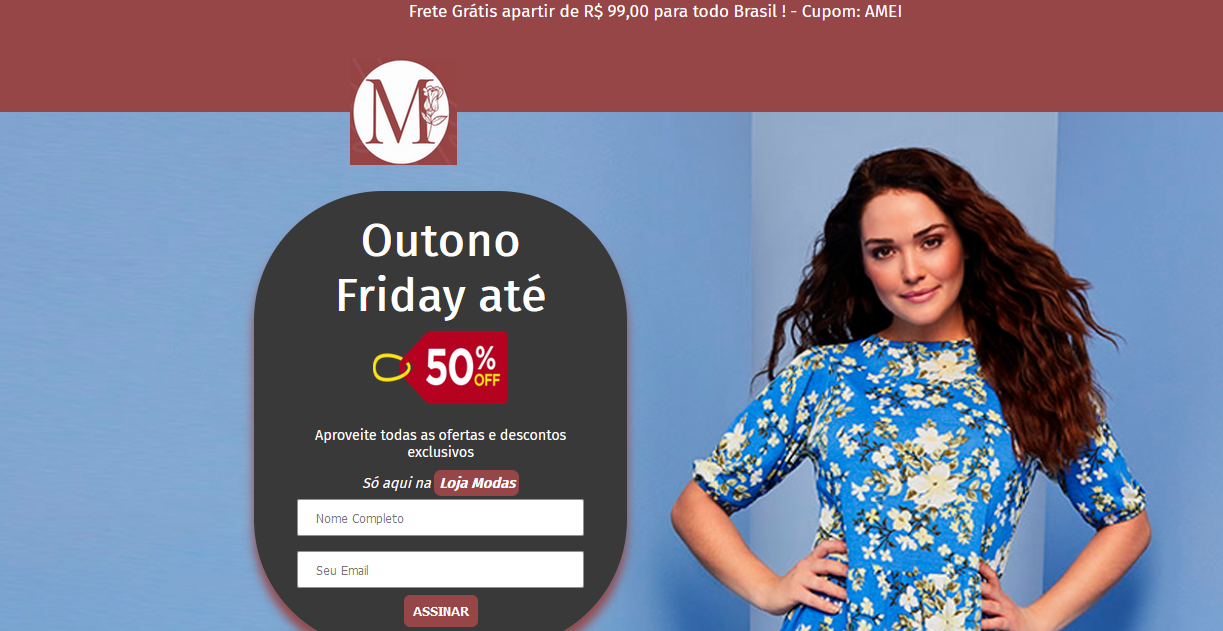 Frete Grátis apartir de R$ 99,00 para todo Brasil ! - Cupom: AMEI
M
Outono
Friday até
50% OFF
Aproveite todas as ofertas e descontos
exclusivos
Só aqui na Loja Modas
Nome Completo
Seu Email
ASSINAR